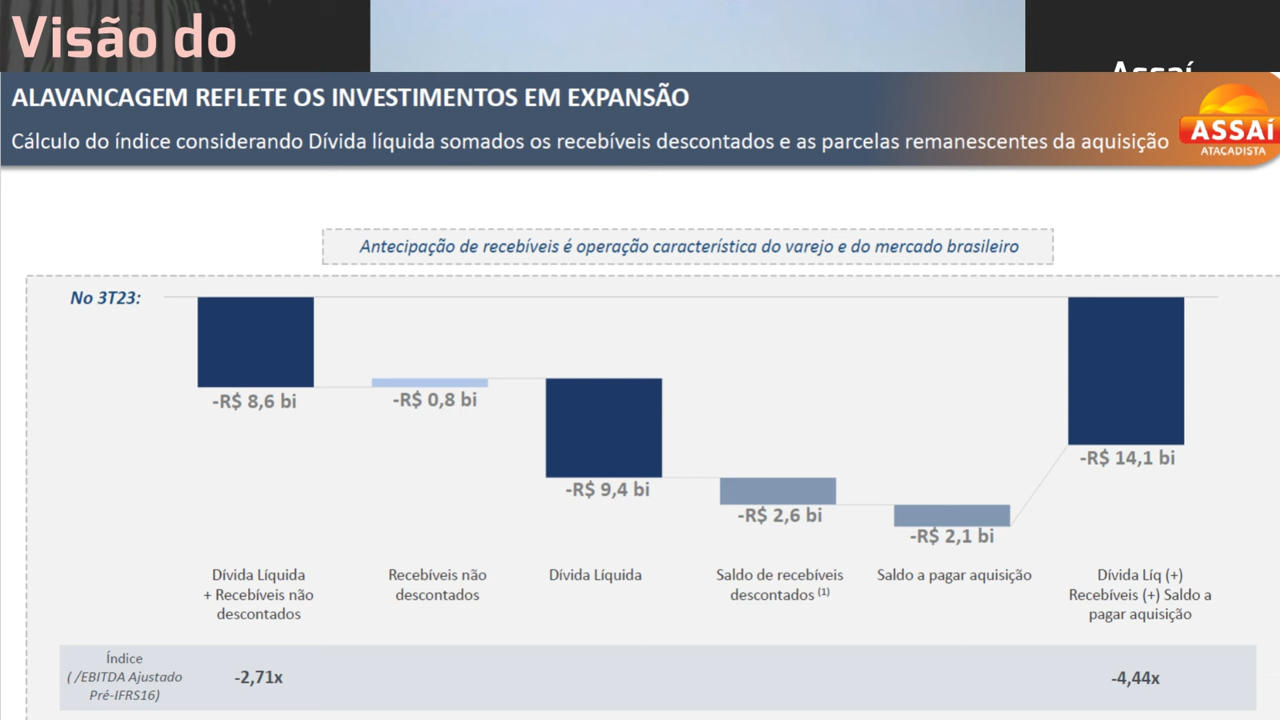 Visão do
Assaí
ALAVANCAGEM REFLETE OS INVESTIMENTOS EM EXPANSÃO
Cálculo do índice considerando Dívida líquida somados os recebíveis descontados e as parcelas remanescentes da aquisição
ASSAÍ
ATACADISTA
Antecipação de recebíveis é operação característica do varejo e do mercado brasileiro
No 3T23:
-R$ 8,6 bi
-R$ 0,8 bi
-R$ 9,4 bi
-R$ 2,6 bi
-R$ 2,1 bi
-R$ 14,1 bi
Dívida Líquida
+ Recebíveis não
descontados
Recebíveis não
descontados
Dívida Líquida
Saldo de recebíveis
descontados (1)
Saldo a pagar aquisição
Dívida Líq (+)
Recebíveis (+) Saldo a
pagar aquisição
Índice
( /EBITDA Ajustado
Pré-IFRS16)
-2,71x
-4,44x